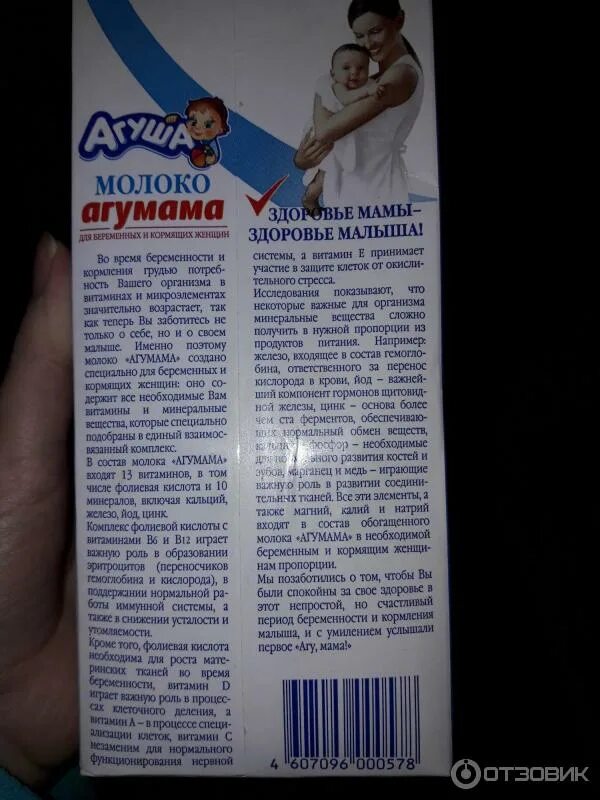 АГУША
МОЛОКО
агумама
ДЛЯ БЕРЕМЕННЫХ И КОРМЯЩИХ ЖЕНЩИН
Во время беременности и
кормления грудью потреб-
ность Вашего организма в
витаминах и микроэлементах
значительно возрастает, так
как теперь Вы заботитесь не
только о себе, но и о своем
малыше. Именно поэтому
молоко «АГУМАМА» создано
специально для беременных и
кормящих женщин: оно со-
держит все необходимые Вам
витамины и минеральные
вещества, которые специально
подобраны в единый взаимос-
вязанный комплекс.
В состав молока «АГУМАМА»
входят 13 витаминов, в том
числе фолиевая кислота и 10
минералов, включая кальций,
железо, йод, цинк.
Комплекс фолиевой кислоты с
витаминами В6 и В12 играет
важную роль в образовании
эритроцитов (переносчиков
гемоглобина и кислорода), в
поддержании нормальной ра-
боты иммунной системы, а
также в снижении усталости и
утомляемости.
Кроме того, фолиевая кислота
необходима для роста мате-
ринских тканей во время
беременности, витамин D
играет важную роль в процес-
сах клеточного деления, а
витамин А – в процессе специ-
ализации клеток, витамин С
незаменим для нормального
функционирования нервной
ЗДОРОВЬЕ МАМЫ–
ЗДОРОВЬЕ МАЛЫША!
системы, а витамин Е принимает
участие в защите клеток от окисли-
тельного стресса.
Исследования показывают, что
некоторые важные для организма
минеральные вещества сложно
получить в нужной пропорции из
продуктов питания. Например:
железо, входящее в состав гемогло-
бина, ответственного за перенос
кислорода в крови, йод – важней-
ший компонент гормонов щитовид-
ной железы, цинк – основа более
чем ста ферментов, обеспечиваю-
щих нормальный обмен веществ,
фосфор – необходимые
для развития костей и
зубов, марганец и медь – играющие
важную роль в развитии соедини-
тельных тканей. Все эти элементы, а
также магний, калий и натрий
входят в состав обогащенного
молока «АГУМАМА» в необходимой
беременным и кормящим женщи-
нам пропорции.
Мы позаботились о том, чтобы Вы
были спокойны за свое здоровье в
этот непростой, но счастливый
период беременности и кормления
малыша, и с умилением услышали
первое «Агу, мама!»
4 607096 000578
ОТЗОВИК